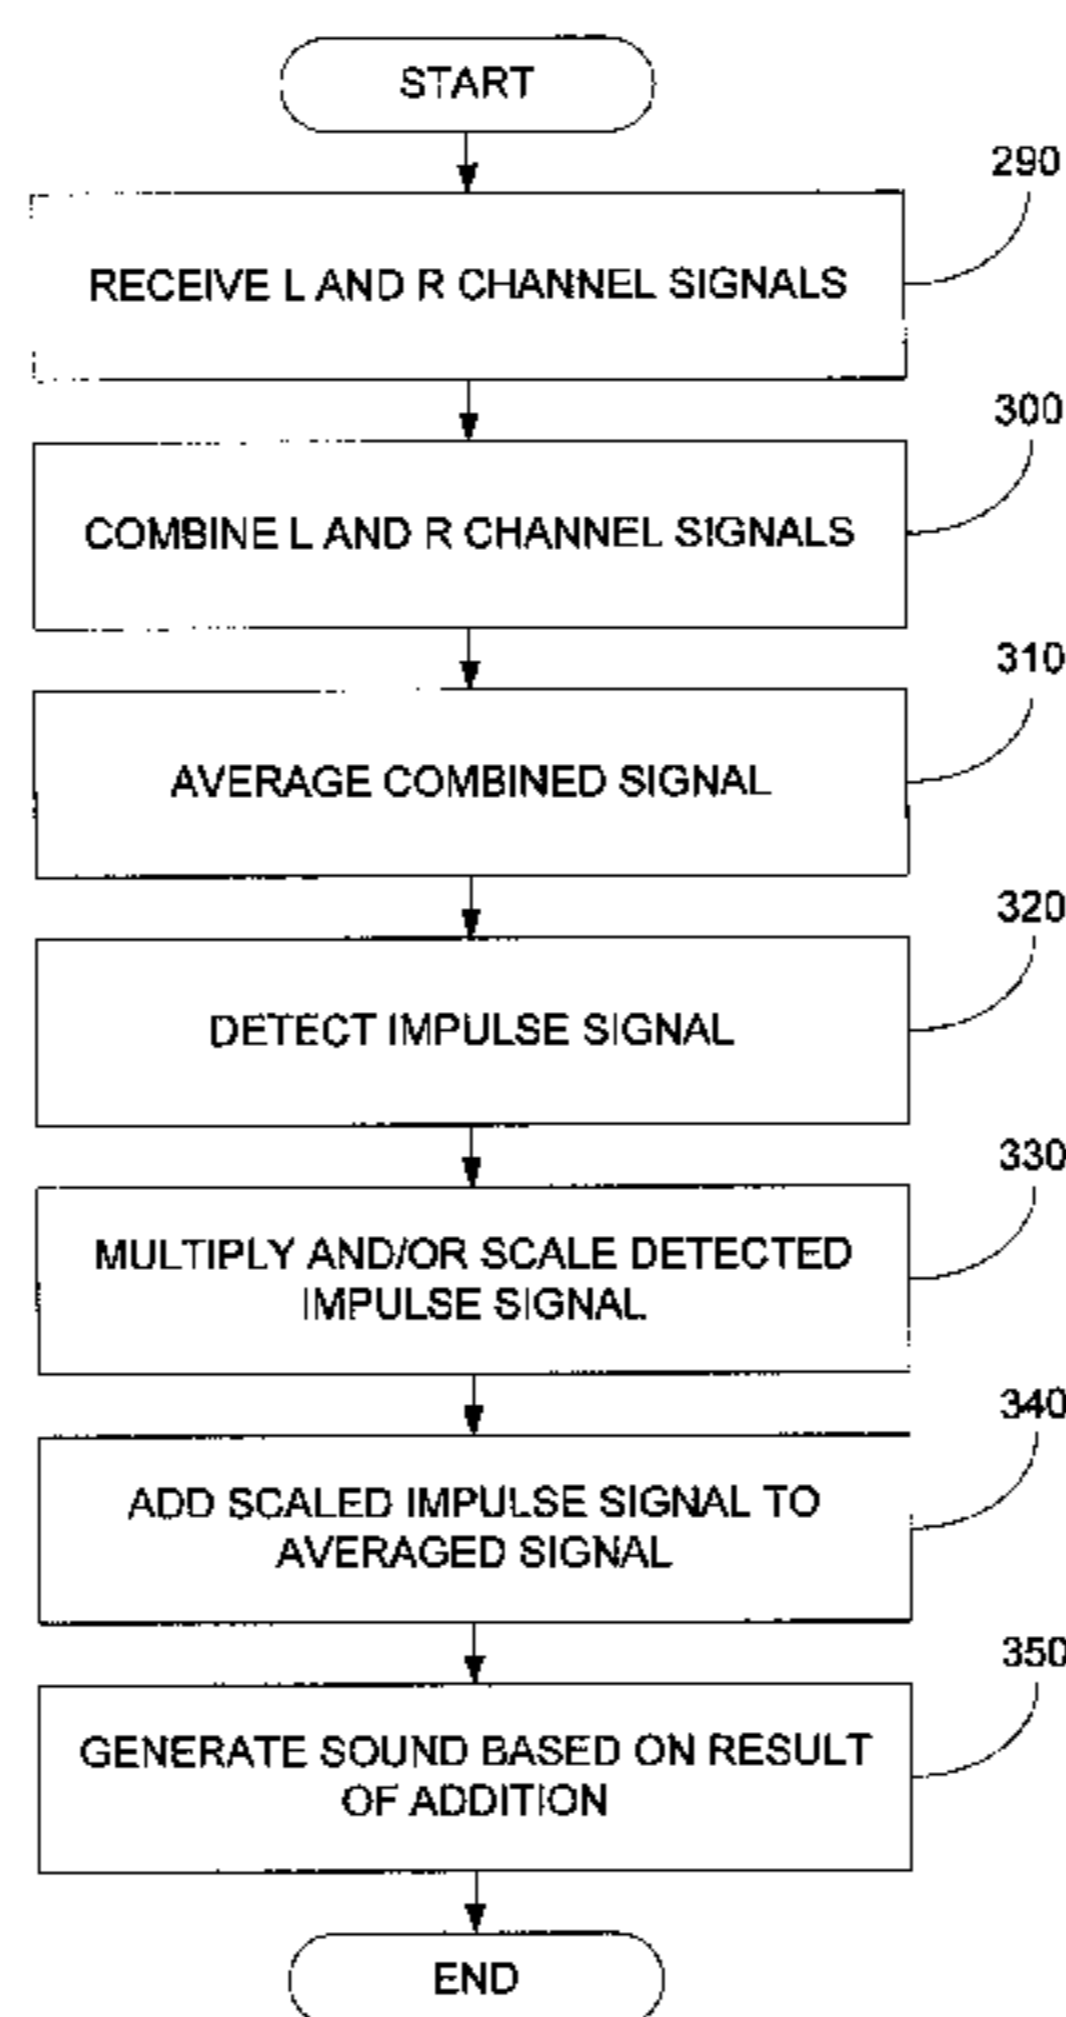 START
290
RECEIVE L AND R CHANNEL SIGNALS
300
COMBINE L AND R CHANNEL SIGNALS
310
AVERAGE COMBINED SIGNAL
320
DETECT IMPULSE SIGNAL
330
MULTIPLY AND/OR SCALE DETECTED
IMPULSE SIGNAL
340
ADD SCALED IMPULSE SIGNAL TO
AVERAGED SIGNAL
350
GENERATE SOUND BASED ON RESULT
OF ADDITION
END